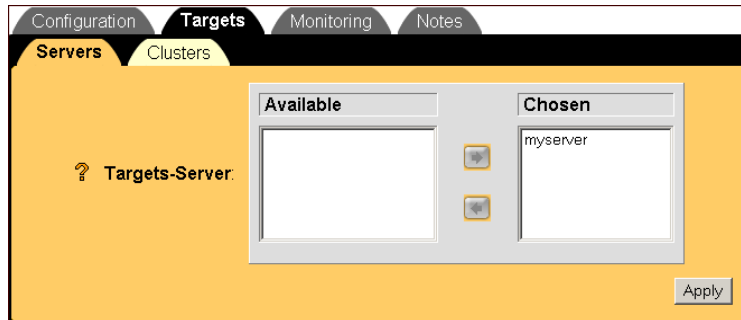 Configuration Targets Monitoring Notes
Servers Clusters
Available Chosen
myserver
? Targets-Server:
Apply